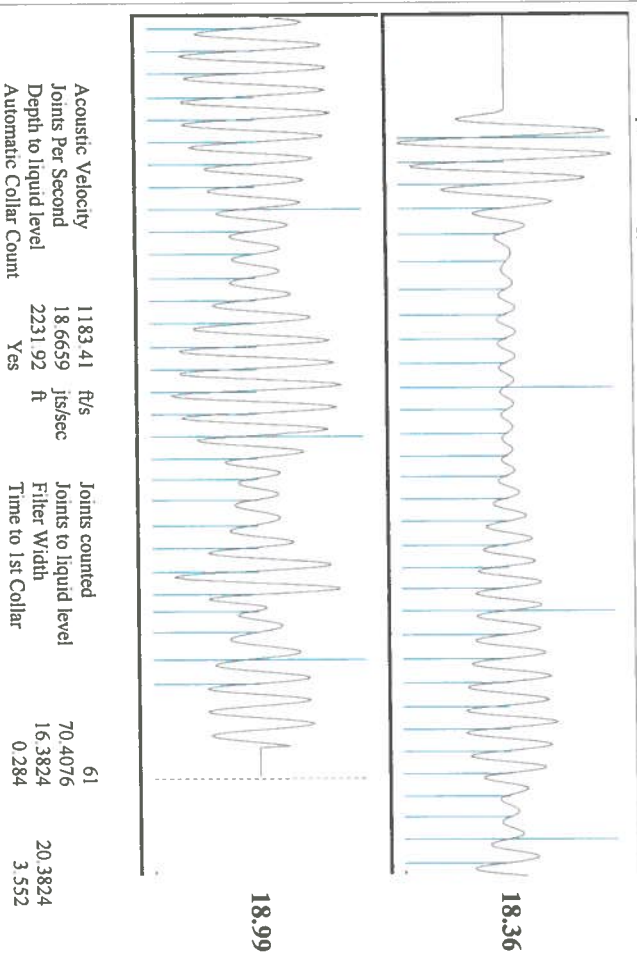 18.36
18.99
Acoustic Velocity 1183.41 ft/s Joints counted 61
Joints Per Second 18.6659 jts/sec Joints to liquid level 70.4076
Depth to liquid level 2231.92 ft Filter Width 16.3824 20.3824
Automatic Collar Count Yes Time to 1st Collar 0.284 3.552